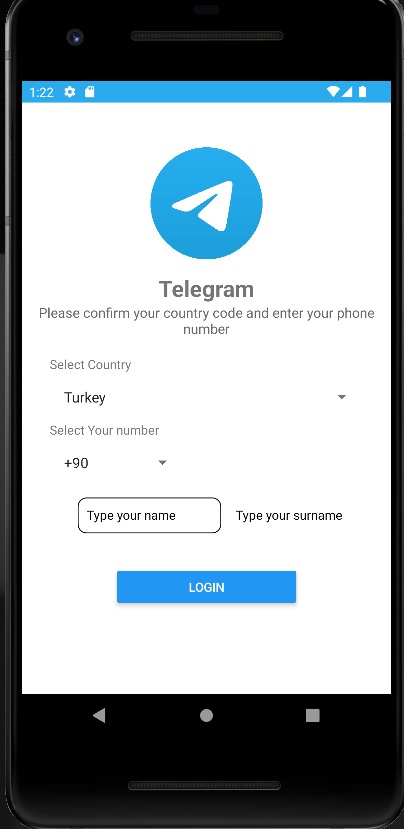 1:22
Telegram
Please confirm your country code and enter your phone
number
Select Country
Turkey
Select Your number
+90
Type your name Type your surname
LOGIN